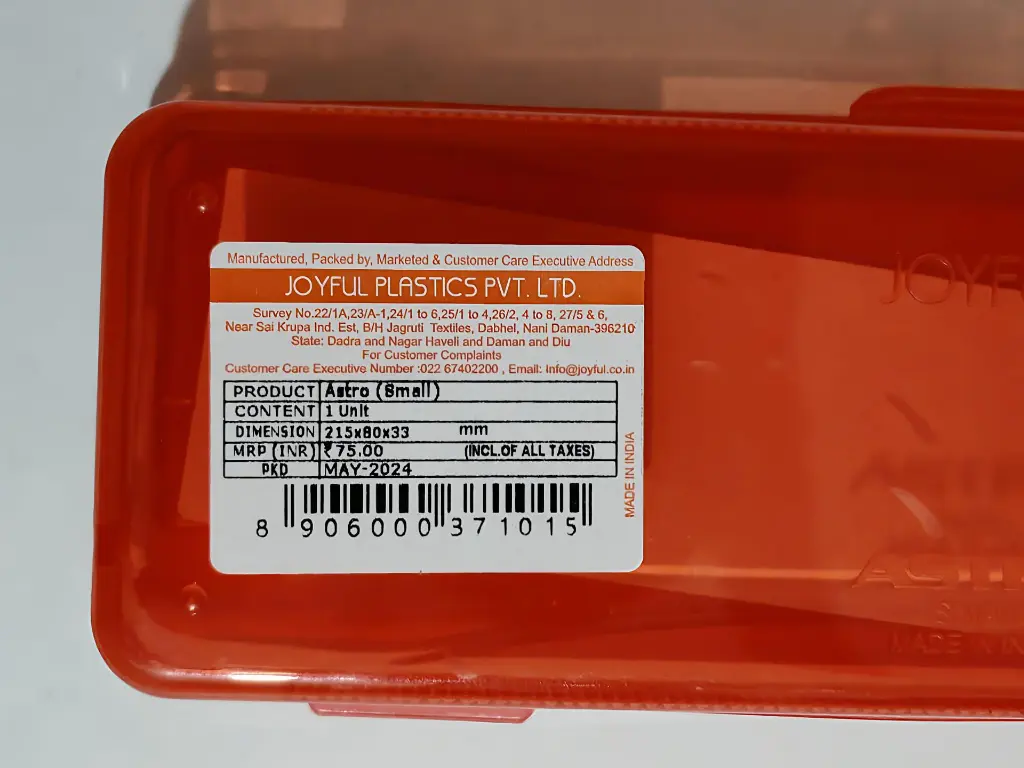 Manufactured, Packed by, Marketed & Customer Care Executive Address
JOYFUL PLASTICS PVT. LTD.
Survey No.22/1A,23/A-1,24/1 to 6,25/1 to 4,26/2, 4 to 8, 27/5 & 6,
Near Sai Krupa Ind. Est, B/H Jagruti Textiles, Dabhel, Nani Daman-396210
State: Dadra and Nagar Haveli and Daman and Diu
For Customer Complaints
Customer Care Executive Number :022 67402200 , Email: Info@joyful.co.in
PRODUCT Astro (Small)
CONTENT 1 Unit
DIMENSION 215x80x33 mm
MRP (INR) ₹75.00 (INCL.OF ALL TAXES)
PKD MAY-2024
8 906000 371015
MADE IN INDIA
MADE